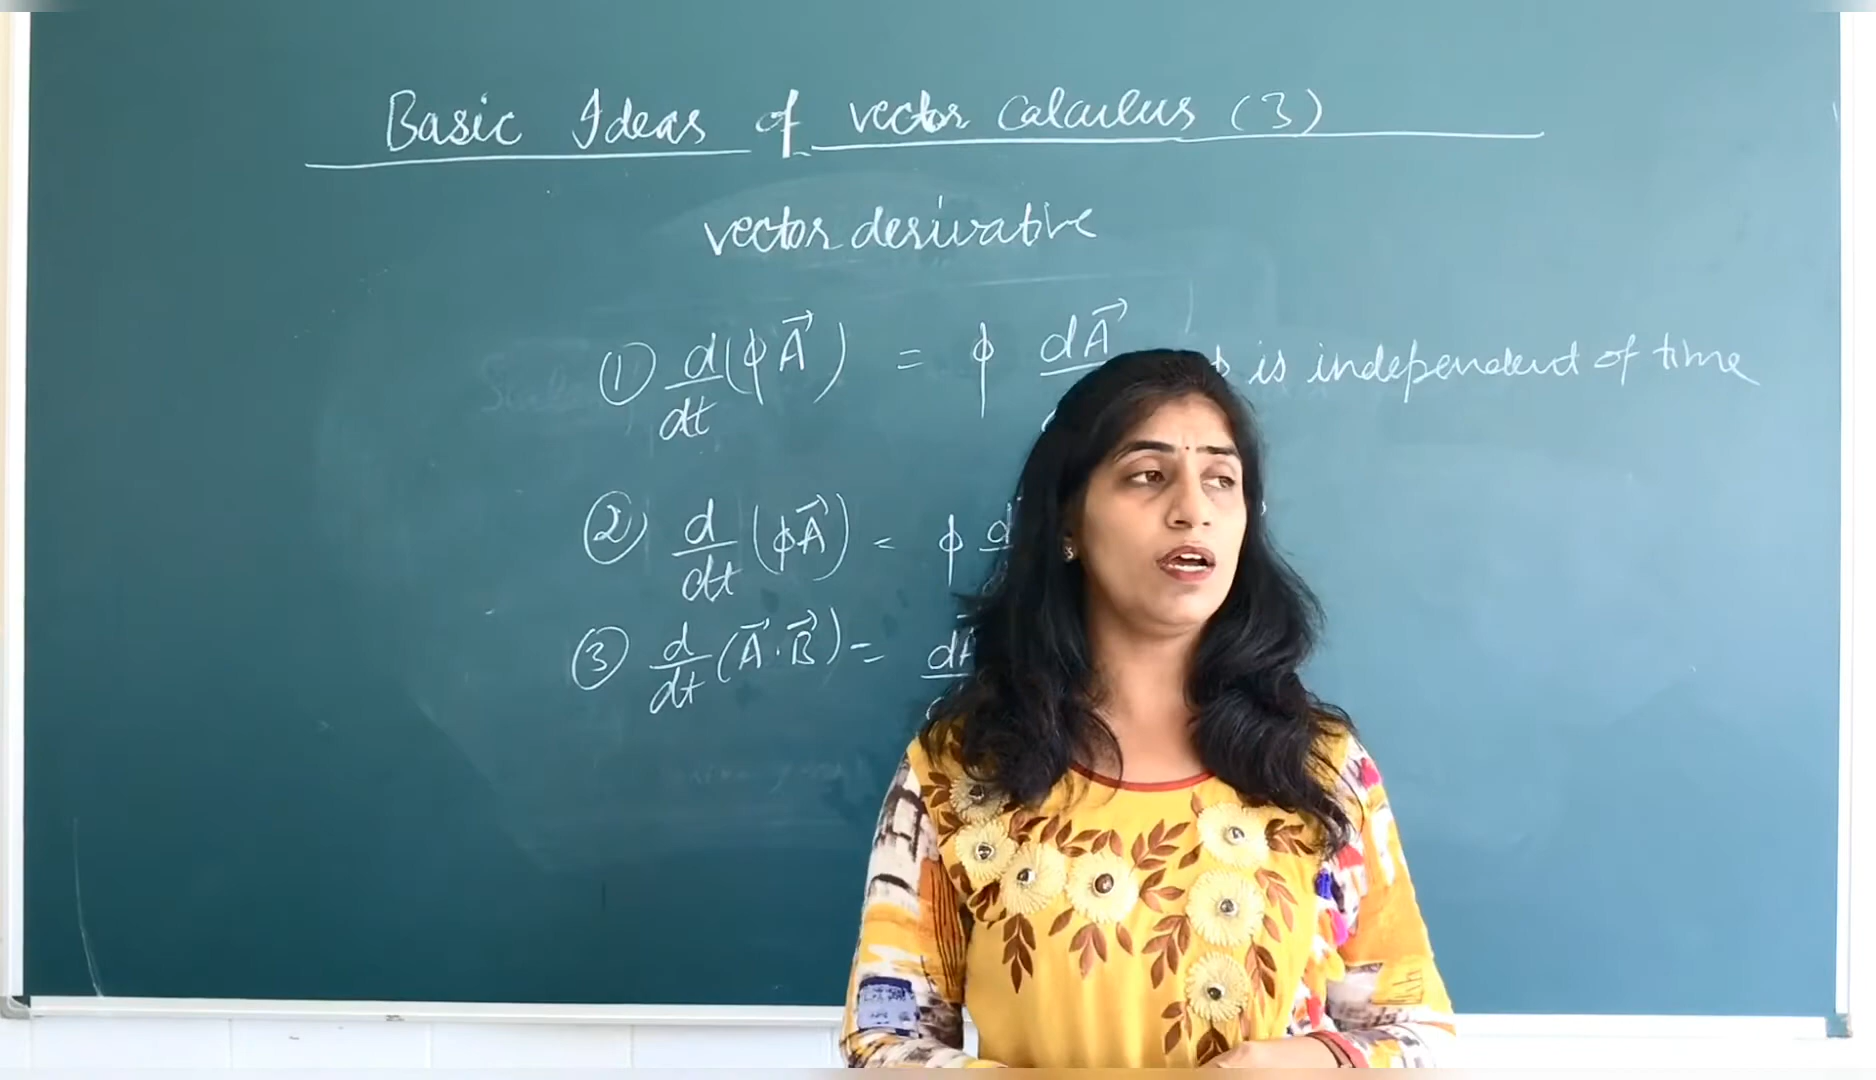 Basic Ideas of vector Calculus (3)
vector derivative
① d/dt (ϕA⃗) = ϕ dA⃗ ϕ is independent of time
② d/dt (ϕA⃗) = ϕ d
③ d/dt (A⃗·B⃗) = dA